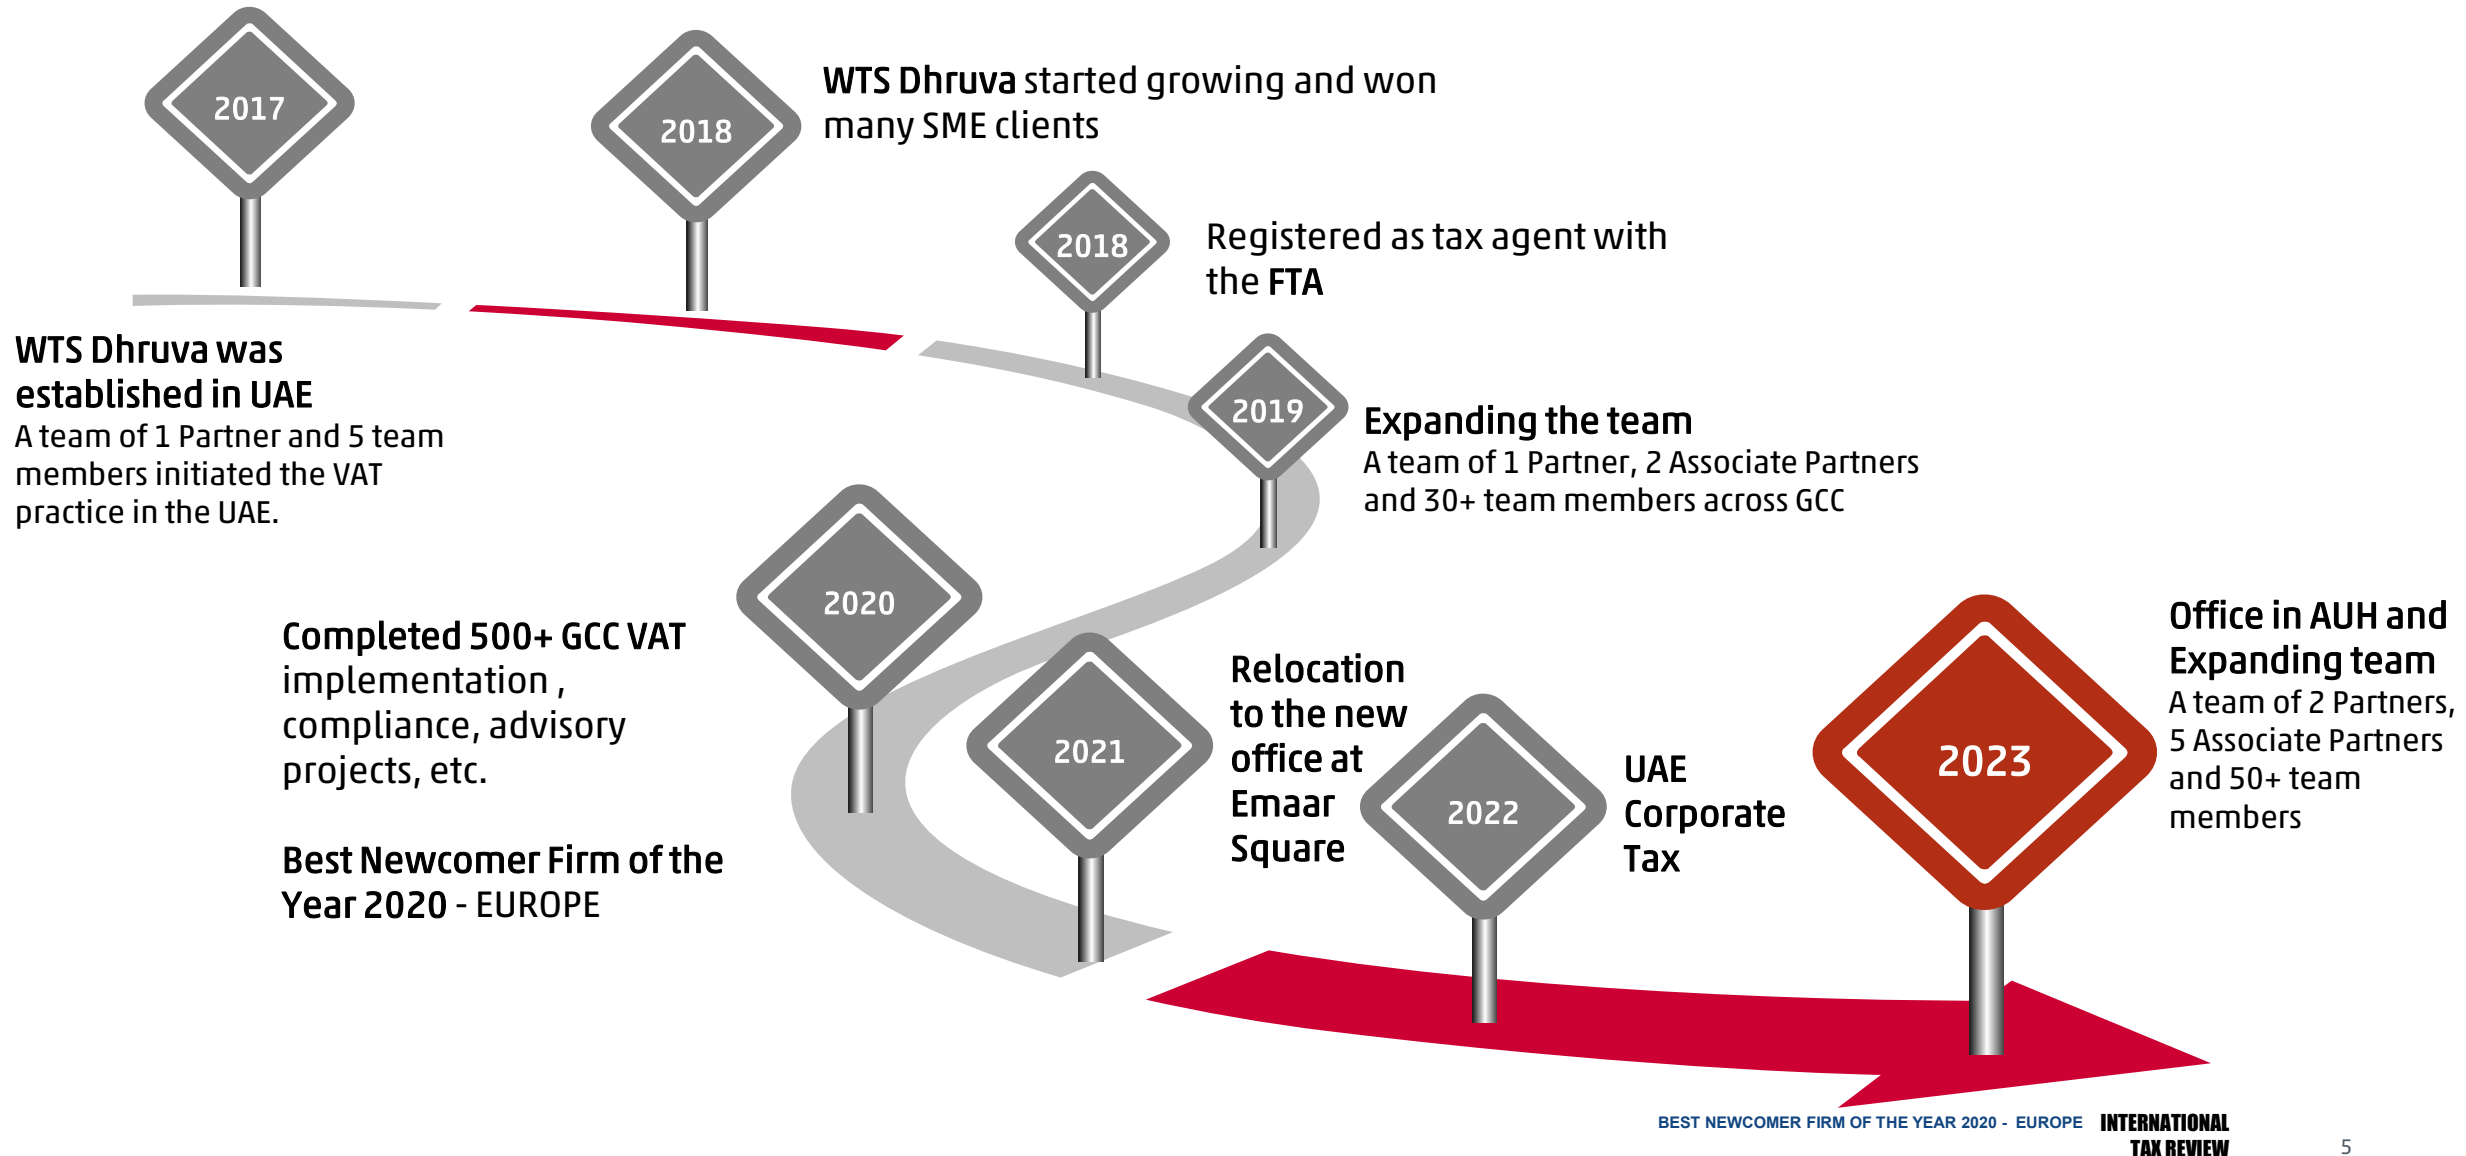 2017
WTS Dhruva was
established in UAE
A team of 1 Partner and 5 team
members initiated the VAT
practice in the UAE.
2018
WTS Dhruva started growing and won
many SME clients
2018
Registered as tax agent with
the FTA
2019
Expanding the team
A team of 1 Partner, 2 Associate Partners
and 30+ team members across GCC
2020
Completed 500+ GCC VAT
implementation ,
compliance, advisory
projects, etc.
Best Newcomer Firm of the
Year 2020 - EUROPE
2021
Relocation
to the new
office at
Emaar
Square
2022
UAE
Corporate
Tax
2023
Office in AUH and
Expanding team
A team of 2 Partners,
5 Associate Partners
and 50+ team
members
BEST NEWCOMER FIRM OF THE YEAR 2020 - EUROPE
INTERNATIONAL
TAX REVIEW
5